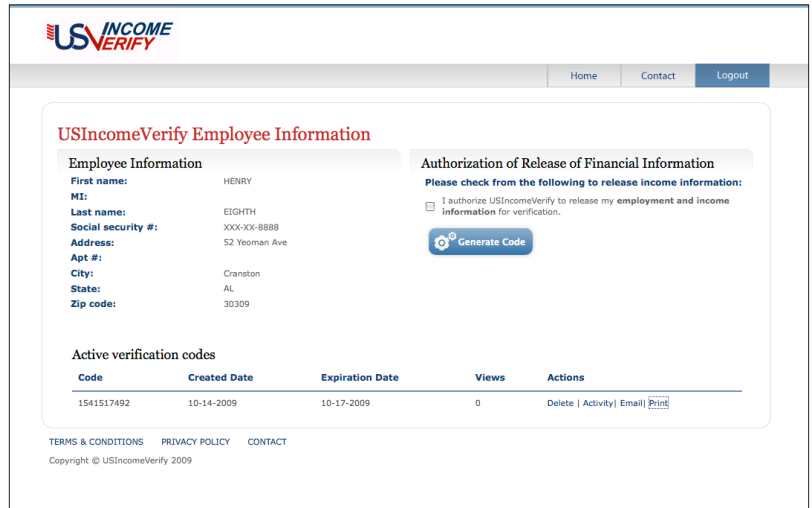 US INCOME
VERIFY
Home Contact Logout
USIncomeVerify Employee Information
Employee Information
First name: HENRY
MI:
Last name: EIGHTH
Social security #: XXX-XX-8888
Address: 52 Yeoman Ave
Apt #:
City: Cranston
State: AL
Zip code: 30309
Authorization of Release of Financial Information
Please check from the following to release income information:
I authorize USIncomeVerify to release my employment and income
information for verification.
Generate Code
Active verification codes
Code Created Date Expiration Date Views Actions
1541517492 10-14-2009 10-17-2009 0 Delete | Activity| Email| Print
TERMS & CONDITIONS PRIVACY POLICY CONTACT
Copyright © USIncomeVerify 2009